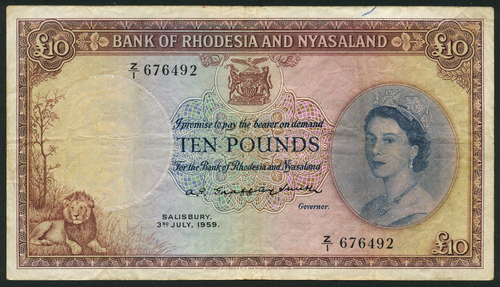 £10 BANK OF RHODESIA AND NYASALAND £10
Z/1 676492
I promise to pay the bearer on demand
TEN POUNDS
For the Bank of Rhodesia and Nyasaland
Governor.
SALISBURY,
3RD JULY, 1959.
Z/1 676492
£10